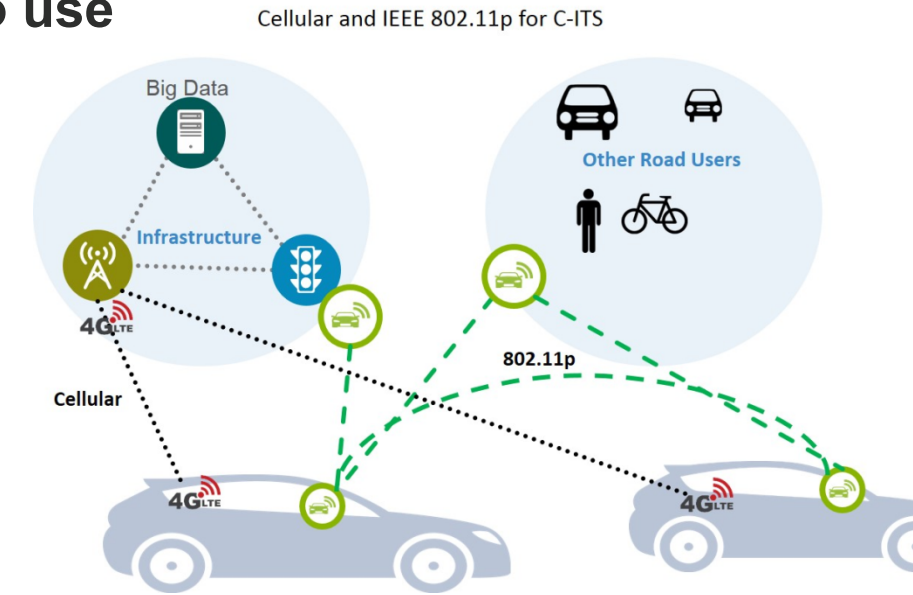 o use
Cellular and IEEE 802.11p for C-ITS
Big Data
Other Road Users
Infrastructure
4G LTE
802.11p
Cellular
4G LTE
4G LTE